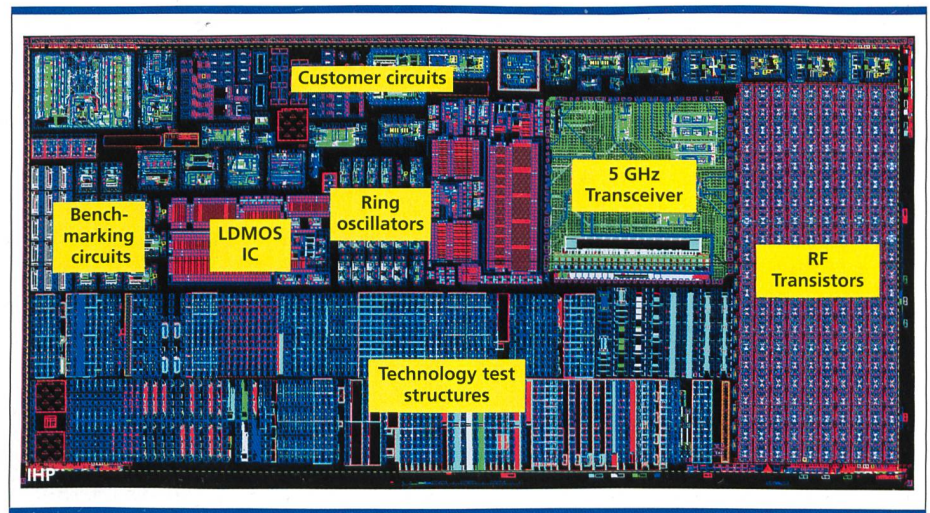 Customer circuits
5 GHz
Transceiver
Bench-
marking
circuits
LDMOS
IC
Ring
oscillators
RF
Transistors
Technology test
structures
IHP